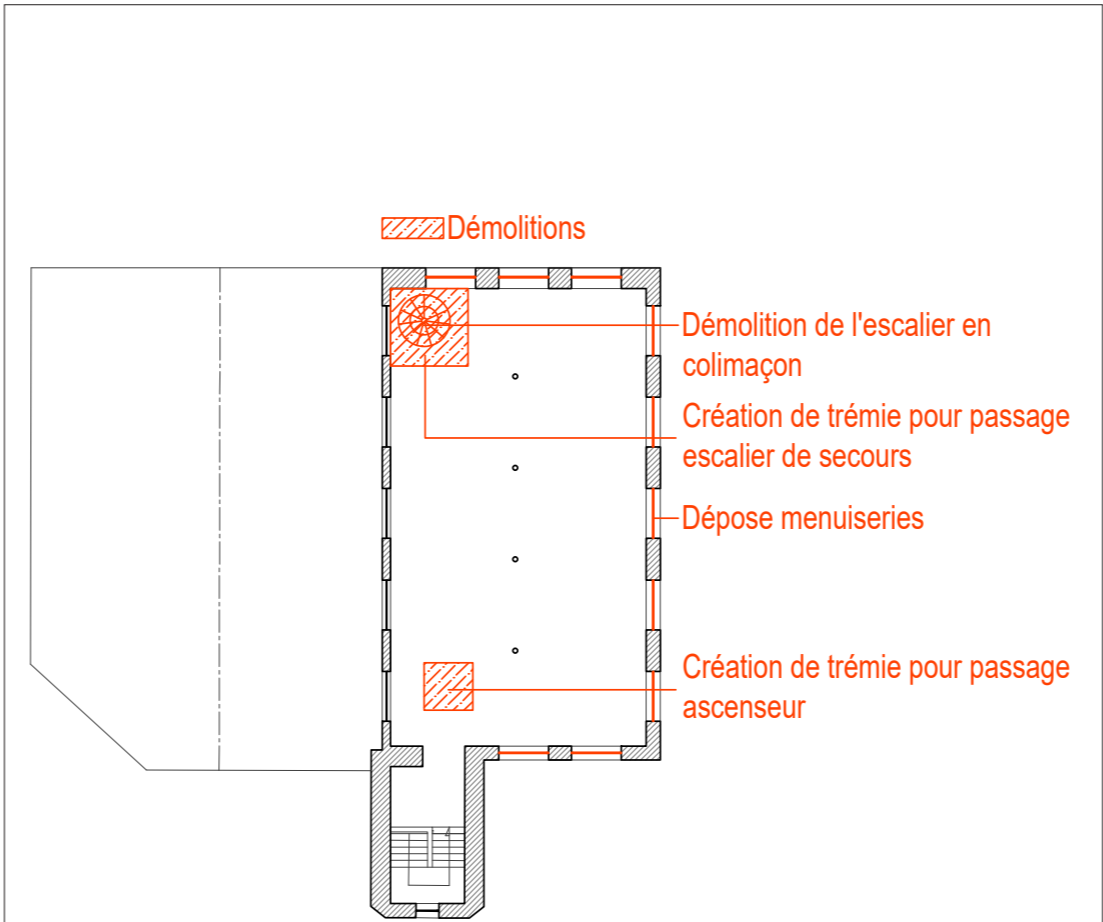 Démolitions
Démolition de l'escalier en
colimaçon
Création de trémie pour passage
escalier de secours
Dépose menuiseries
Création de trémie pour passage
ascenseur